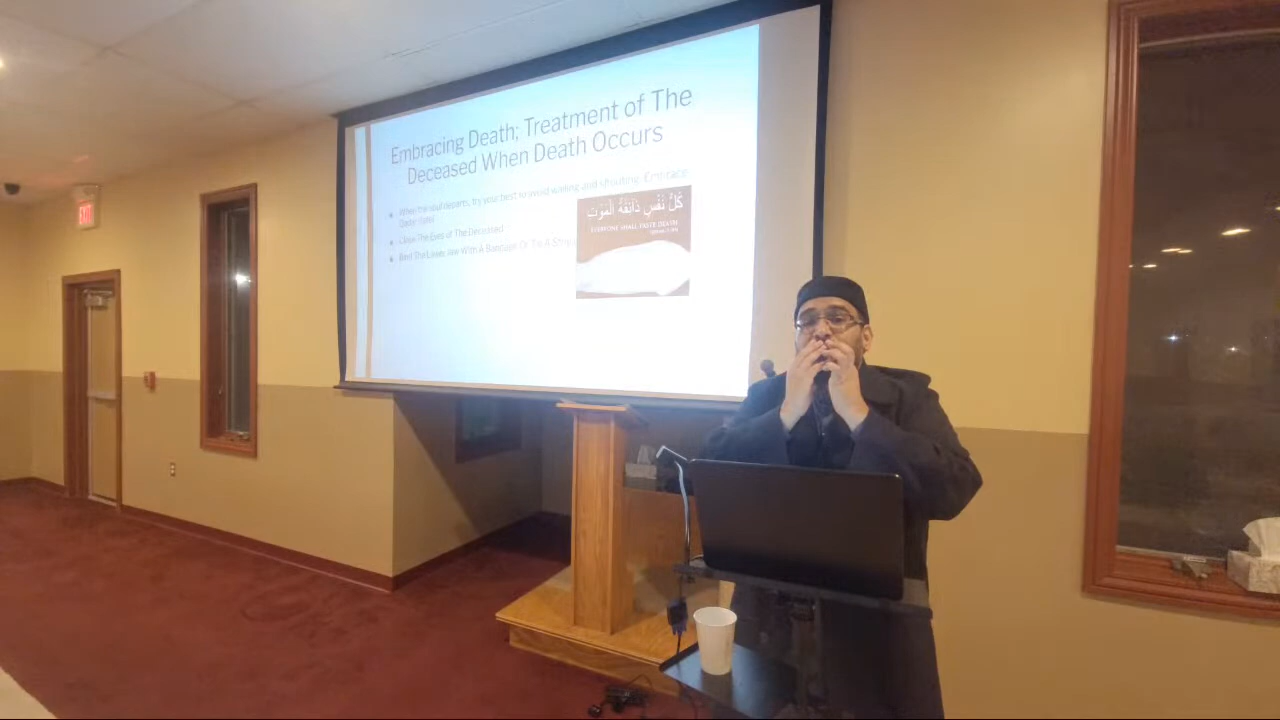 EXIT
Embracing Death; Treatment of The
Deceased When Death Occurs
When the soul departs, try your best to avoid wailing and shouting. Embrace
Close The Eyes of The Deceased
Bind The Lower Jaw With A Bandage Or Tie A Strip
كُلُّ نَفْسٍ ذَائِقَةُ الْمَوْتِ
EVERYONE SHALL TASTE DEATH